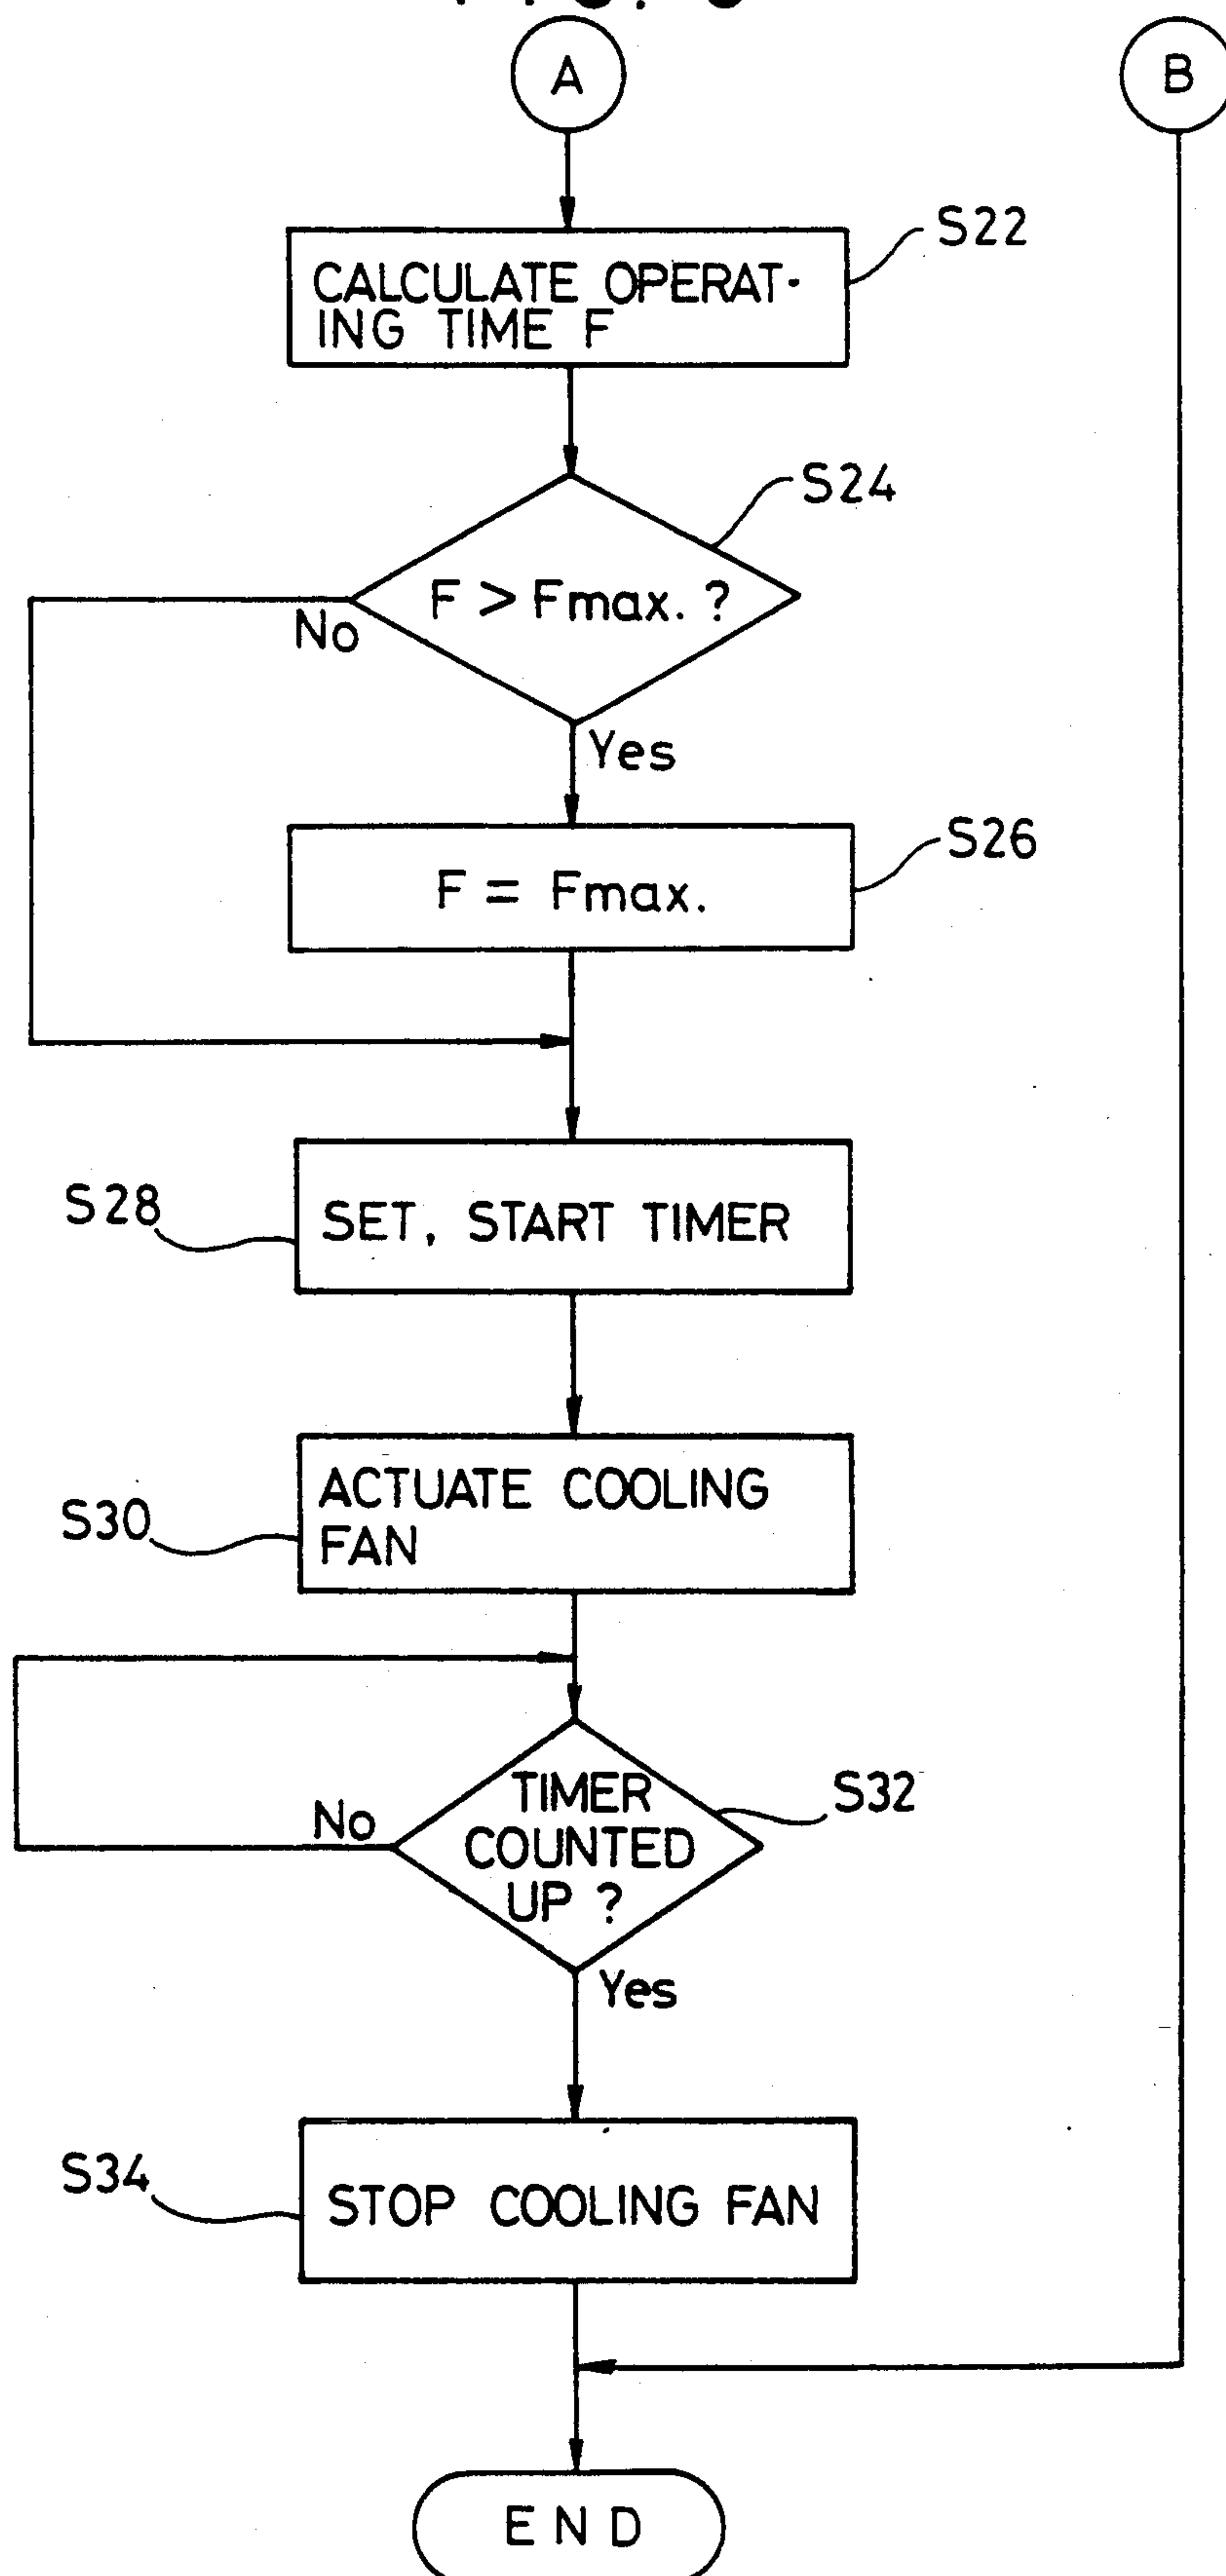 A
B
S22
CALCULATE OPERAT-
ING TIME F
S24
F > Fmax. ?
No
Yes
S26
F = Fmax.
S28
SET, START TIMER
S30
ACTUATE COOLING
FAN
S32
TIMER
COUNTED
UP ?
No
Yes
S34
STOP COOLING FAN
END